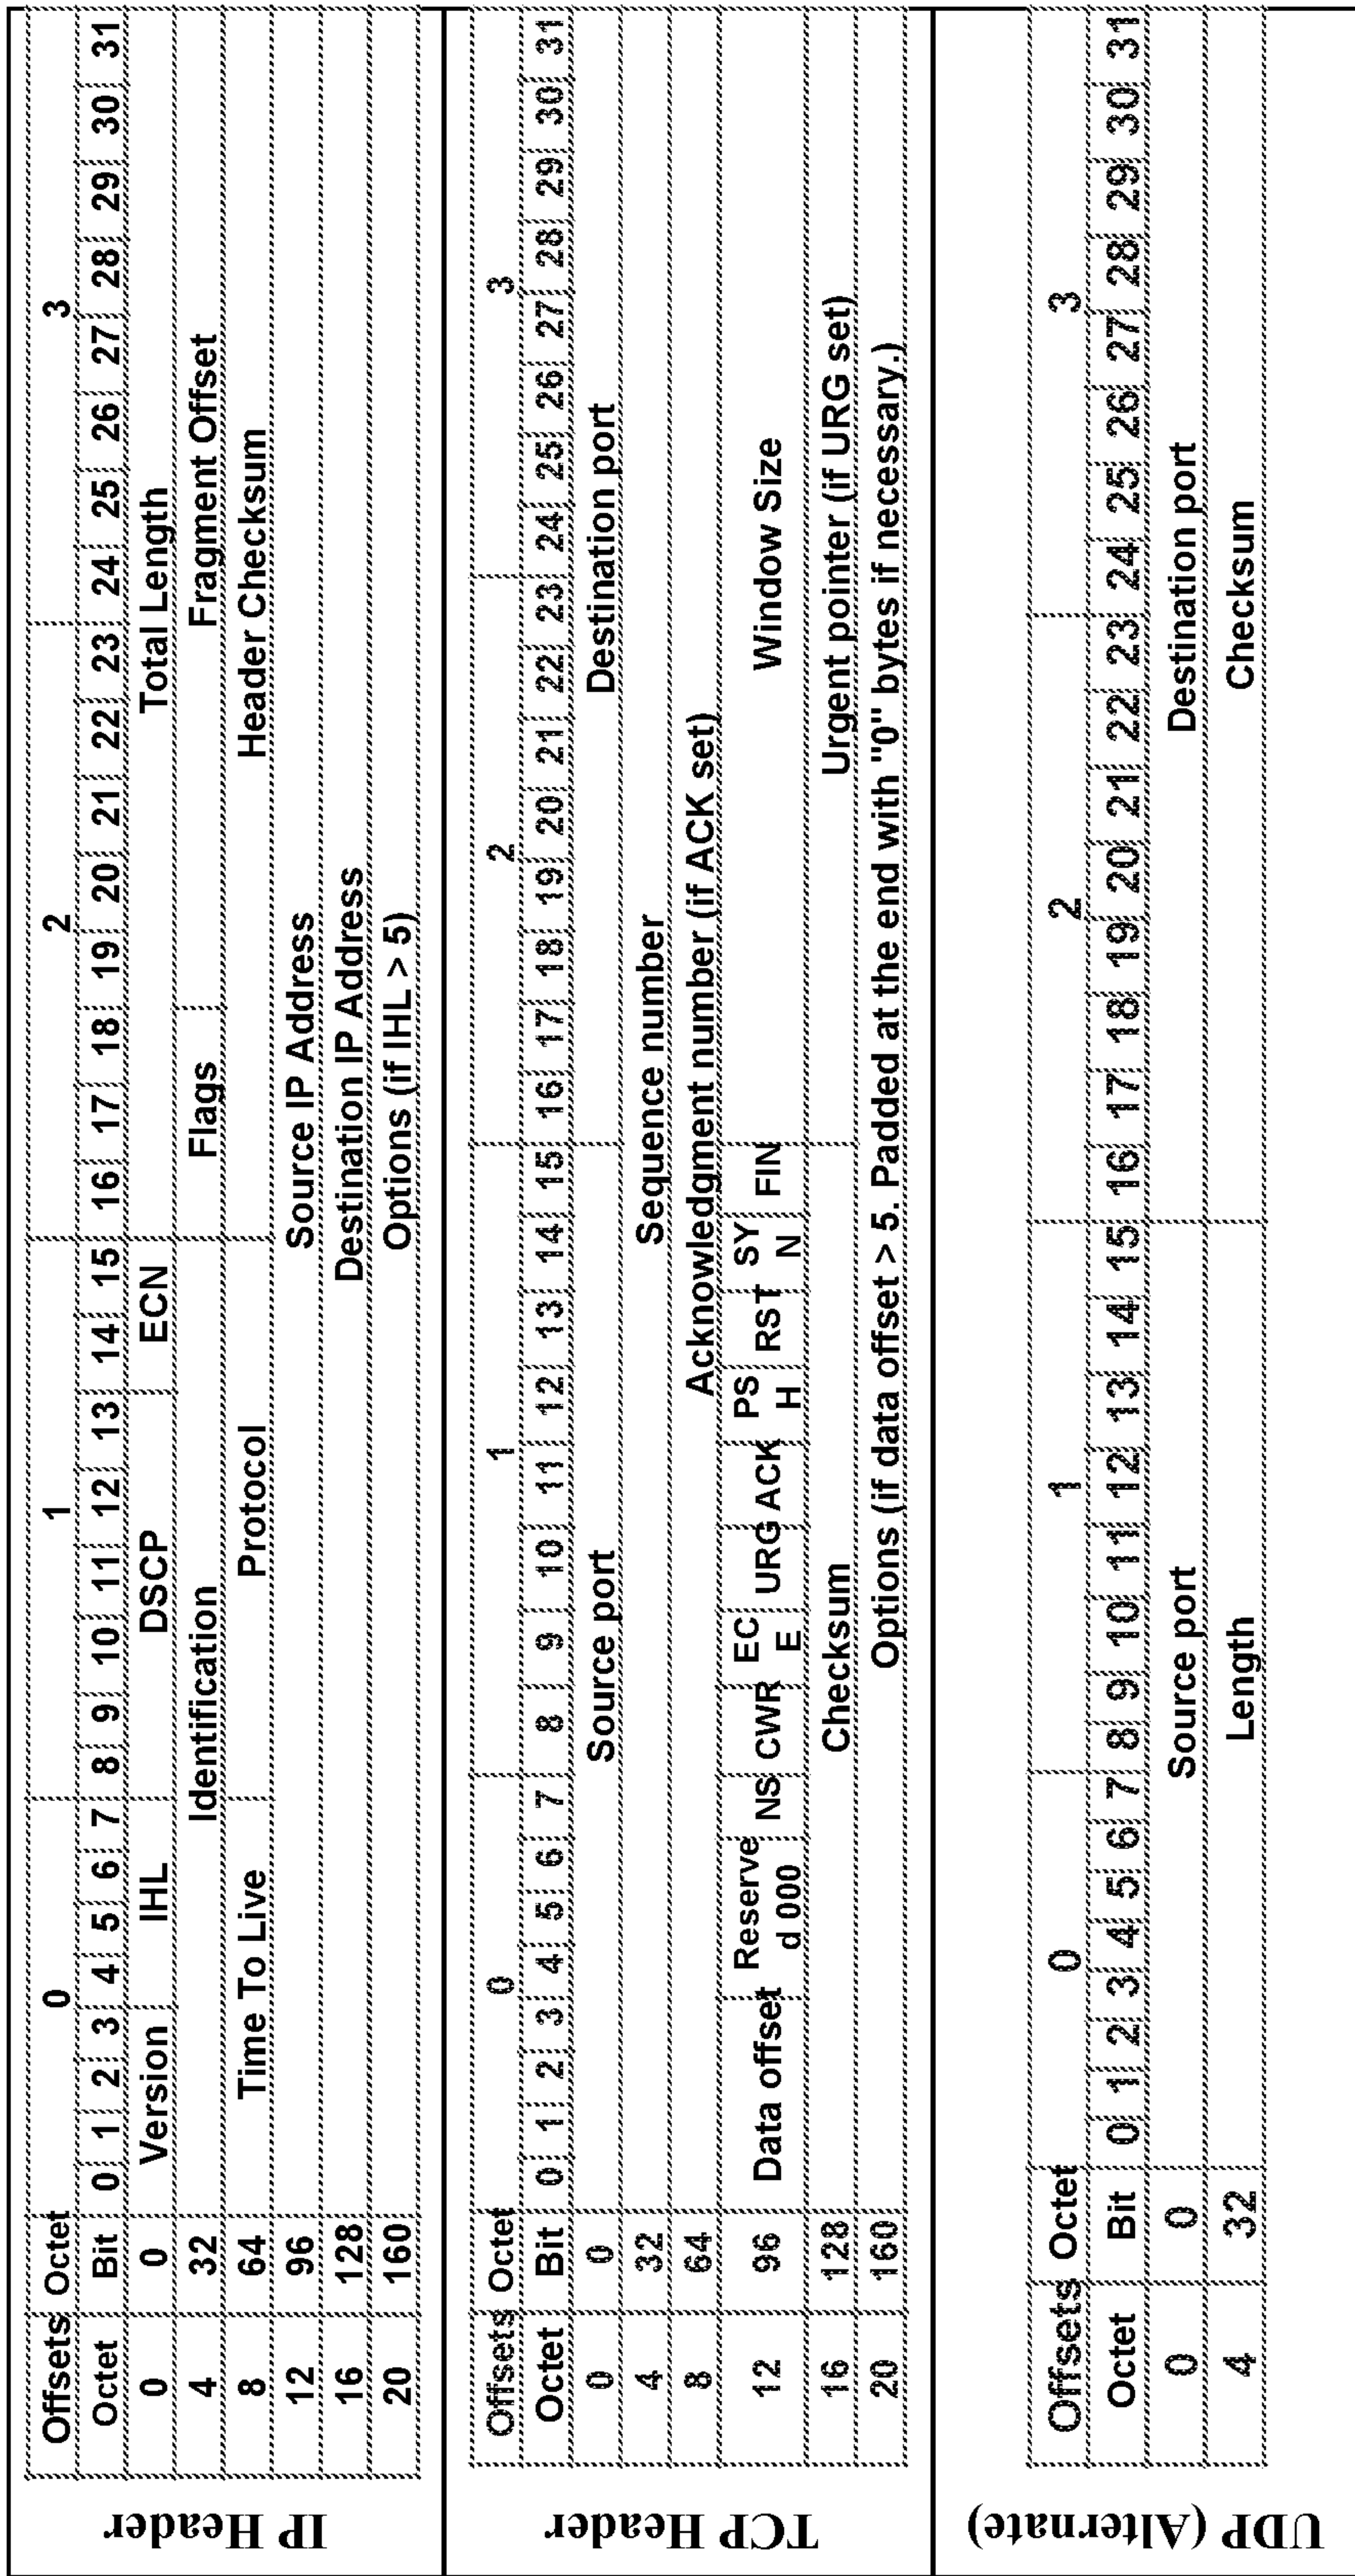 IP Header
Offsets Octet 0 1 2 3
Octet Bit 0 1 2 3 4 5 6 7 8 9 10 11 12 13 14 15 16 17 18 19 20 21 22 23 24 25 26 27 28 29 30 31
0 0 Version IHL DSCP ECN Total Length
4 32 Identification Flags Fragment Offset
8 64 Time To Live Protocol Header Checksum
12 96 Source IP Address
16 128 Destination IP Address
20 160 Options (if IHL > 5)
TCP Header
Offsets Octet 0 1 2 3
Octet Bit 0 1 2 3 4 5 6 7 8 9 10 11 12 13 14 15 16 17 18 19 20 21 22 23 24 25 26 27 28 29 30 31
0 0 Source port Destination port
4 32 Sequence number
8 64 Acknowledgment number (if ACK set)
12 96 Data offset Reserve NS CWR EC URG ACK PS RST SY FIN Window Size
d 000 E H N
16 128 Checksum Urgent pointer (if URG set)
20 160 Options (if data offset > 5. Padded at the end with "0" bytes if necessary.)
UDP (Alternate)
Offsets Octet 0 1 2 3
Octet Bit 0 1 2 3 4 5 6 7 8 9 10 11 12 13 14 15 16 17 18 19 20 21 22 23 24 25 26 27 28 29 30 31
0 0 Source port Destination port
4 32 Length Checksum